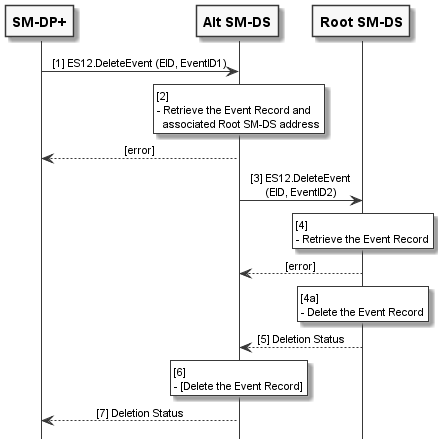 SM-DP+
Alt SM-DS
Root SM-DS
[1] ES12.DeleteEvent (EID, EventID1)
[2]
- Retrieve the Event Record and
associated Root SM-DS address
[error]
[3] ES12.DeleteEvent
(EID, EventID2)
[4]
- Retrieve the Event Record
[error]
[4a]
- Delete the Event Record
[5] Deletion Status
[6]
- [Delete the Event Record]
[7] Deletion Status